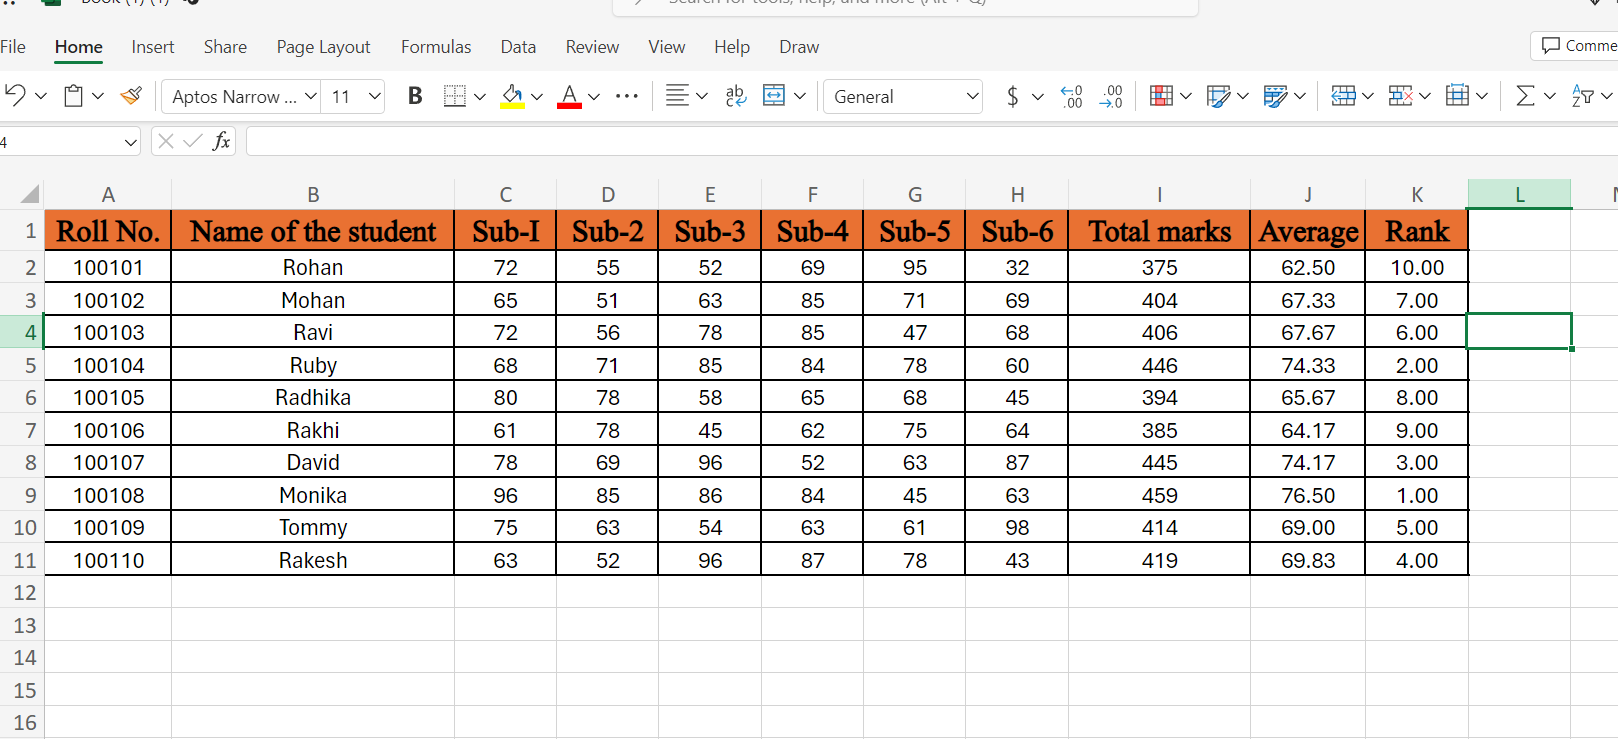 File Home Insert Share Page Layout Formulas Data Review View Help Draw
Aptos Narrow ... 11 B A ... ab General $ .00 .00
4 fx
A B C D E F G H I J K L
1 Roll No. Name of the student Sub-I Sub-2 Sub-3 Sub-4 Sub-5 Sub-6 Total marks Average Rank
2 100101 Rohan 72 55 52 69 95 32 375 62.50 10.00
3 100102 Mohan 65 51 63 85 71 69 404 67.33 7.00
4 100103 Ravi 72 56 78 85 47 68 406 67.67 6.00
5 100104 Ruby 68 71 85 84 78 60 446 74.33 2.00
6 100105 Radhika 80 78 58 65 68 45 394 65.67 8.00
7 100106 Rakhi 61 78 45 62 75 64 385 64.17 9.00
8 100107 David 78 69 96 52 63 87 445 74.17 3.00
9 100108 Monika 96 85 86 84 45 63 459 76.50 1.00
10 100109 Tommy 75 63 54 63 61 98 414 69.00 5.00
11 100110 Rakesh 63 52 96 87 78 43 419 69.83 4.00
12
13
14
15
16